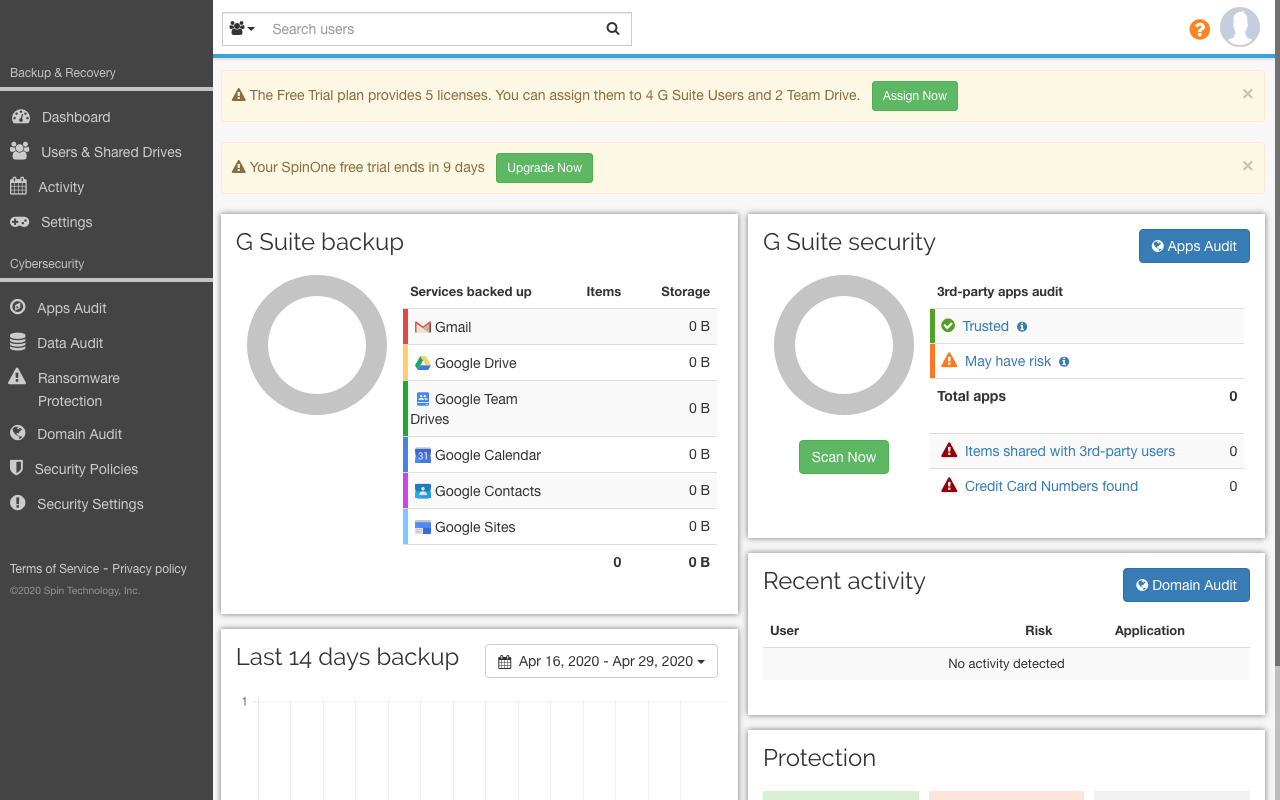 Search users
?
Backup & Recovery
Dashboard
Users & Shared Drives
Activity
Settings
Cybersecurity
Apps Audit
Data Audit
Ransomware
Protection
Domain Audit
Security Policies
Security Settings
Terms of Service - Privacy policy
©2020 Spin Technology, Inc.
The Free Trial plan provides 5 licenses. You can assign them to 4 G Suite Users and 2 Team Drive. Assign Now ×
Your SpinOne free trial ends in 9 days Upgrade Now ×
G Suite backup
Services backed up Items Storage
Gmail 0 B
Google Drive 0 B
Google Team
Drives 0 B
31 Google Calendar 0 B
Google Contacts 0 B
Google Sites 0 B
0 0 B
Last 14 days backup
Apr 16, 2020 - Apr 29, 2020
1
G Suite security
Apps Audit
3rd-party apps audit
Trusted
May have risk
Total apps 0
Scan Now
Items shared with 3rd-party users 0
Credit Card Numbers found 0
Recent activity
Domain Audit
User Risk Application
No activity detected
Protection